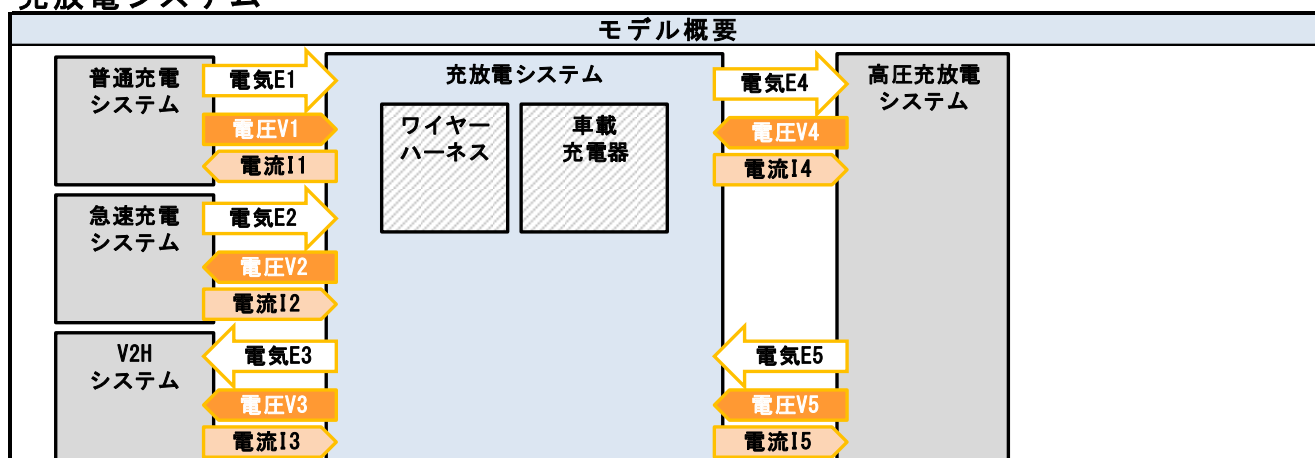 充放電システム
モデル概要
普通充電
システム
電気E1
電圧V1
電流I1
急速充電
システム
電気E2
電圧V2
電流I2
V2H
システム
電気E3
電圧V3
電流I3
充放電システム
ワイヤー
ハーネス
車載
充電器
電気E4
電圧V4
電流I4
電気E5
電圧V5
電流I5
高圧充放電
システム